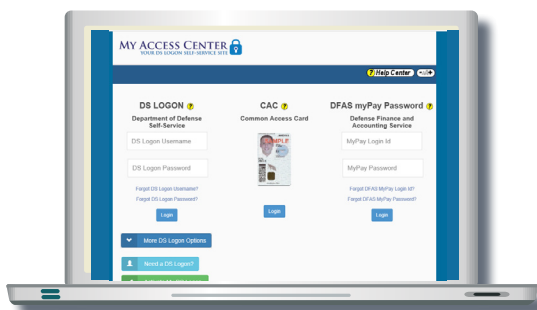 MY ACCESS CENTER
YOUR DS LOGON SELF-SERVICE SITE
? Help Center
DS LOGON ?
Department of Defense
Self-Service
DS Logon Username
DS Logon Password
Forgot DS Logon Username?
Forgot DS Logon Password?
Login
More DS Logon Options
Need a DS Logon?
CAC ?
Common Access Card
Login
DFAS myPay Password ?
Defense Finance and
Accounting Service
MyPay Login Id
MyPay Password
Forgot DFAS MyPay Login Id?
Forgot DFAS MyPay Password?
Login